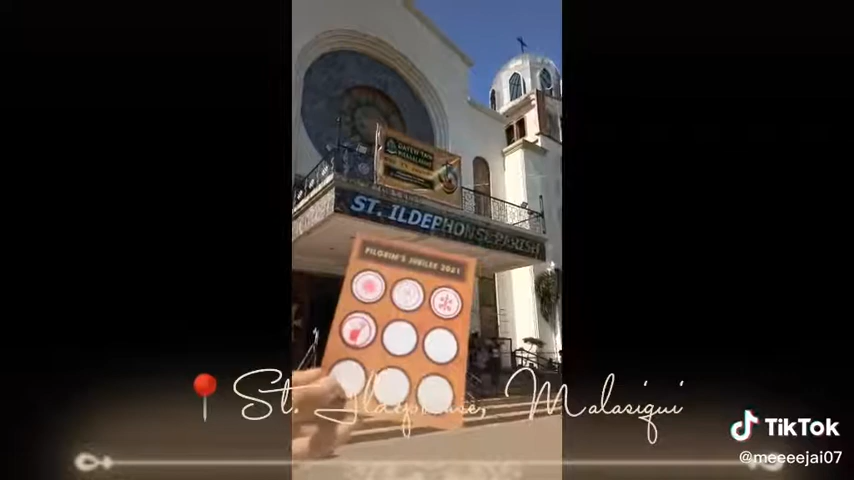 ST. ILDEPHONSE PARISH
PILGRIM'S JUBILEE 2021
St. Ildephonse, Malasiqui
TikTok
@meeeejai07